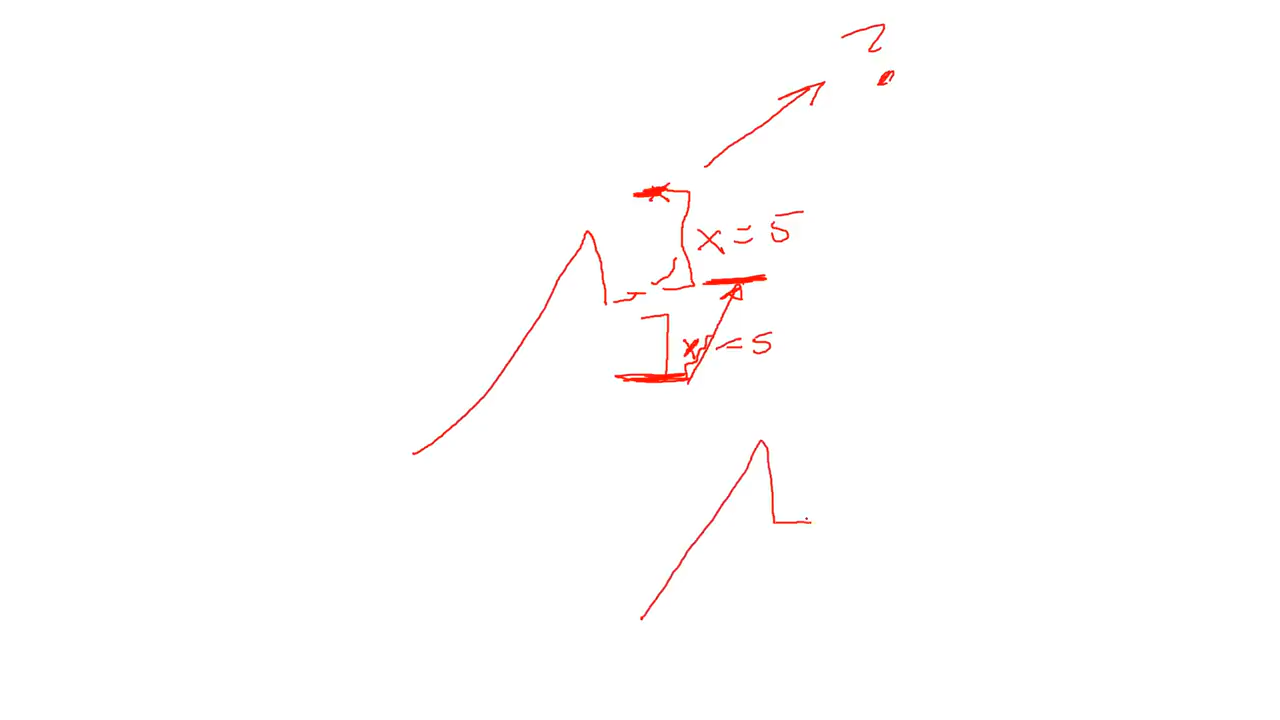 ?
x = 5
x = 5